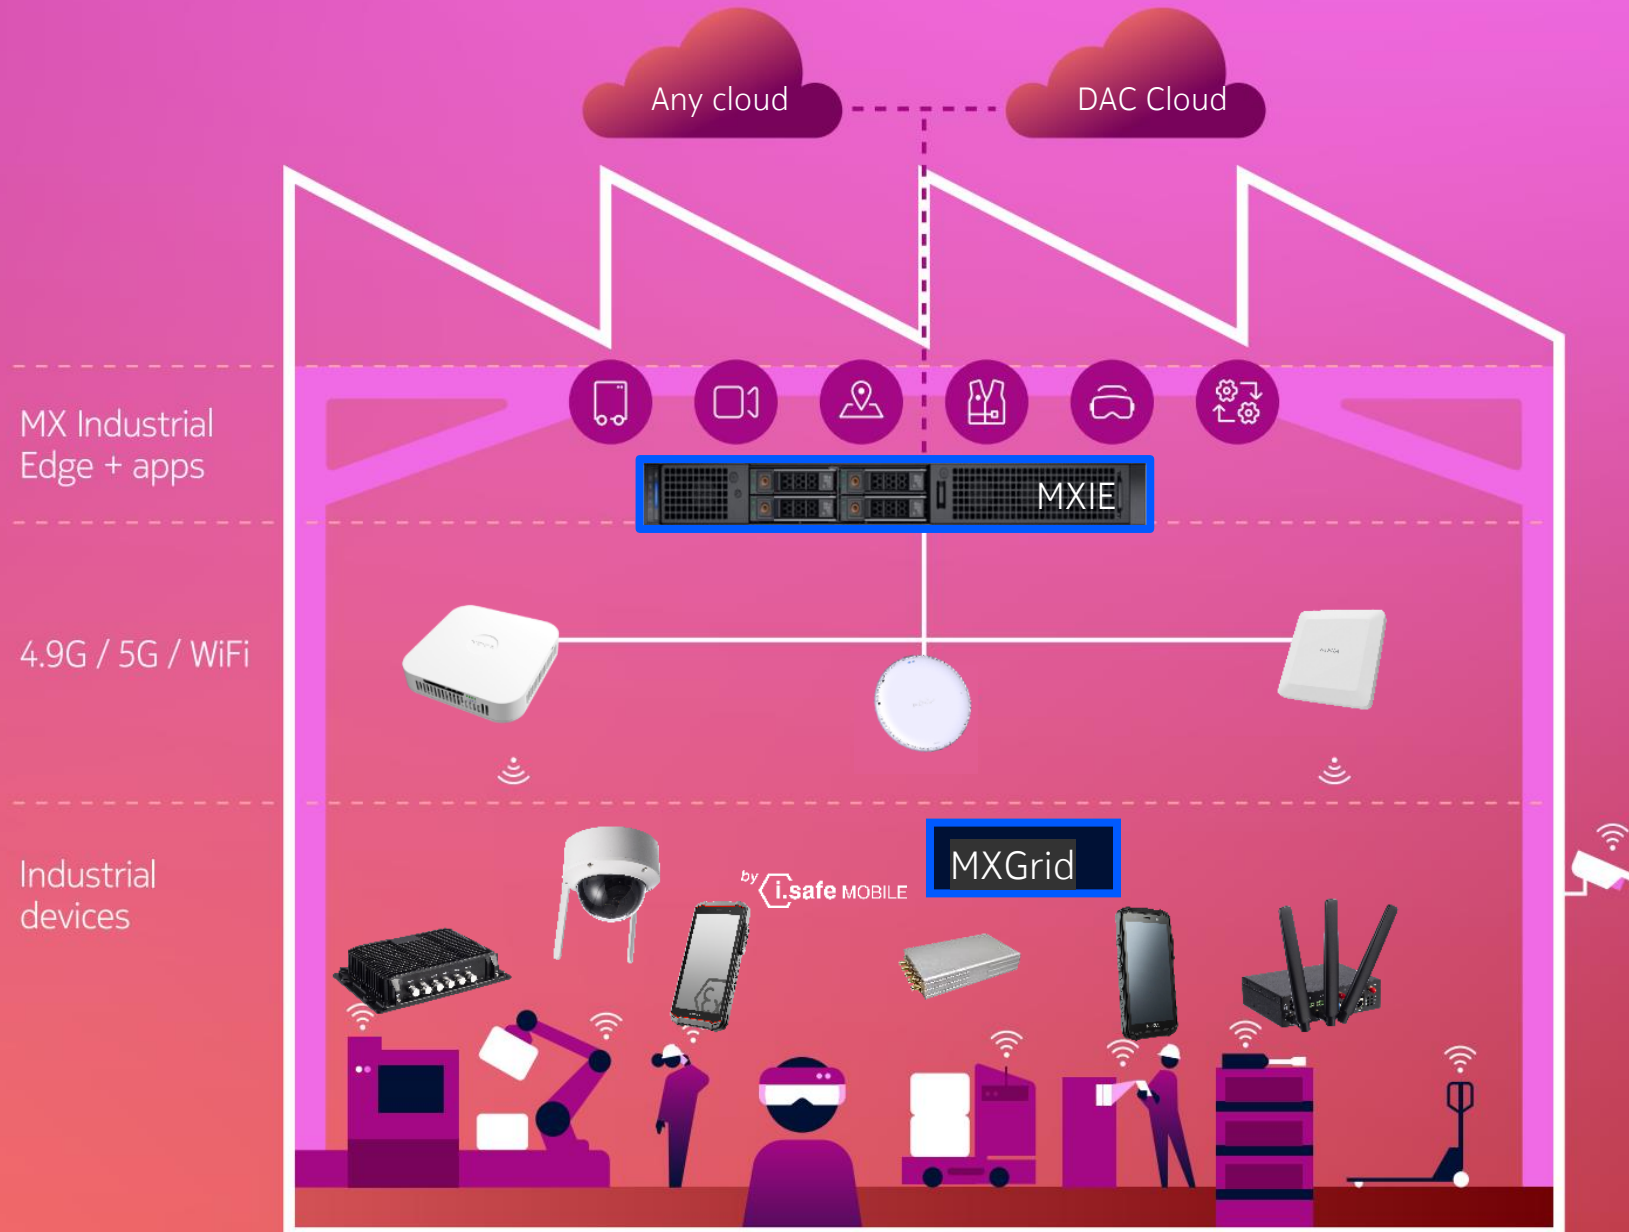 Any cloud
DAC Cloud
MX Industrial
Edge + apps
MXIE
4.9G / 5G / WiFi
Industrial
devices
by i.safe MOBILE
MXGrid